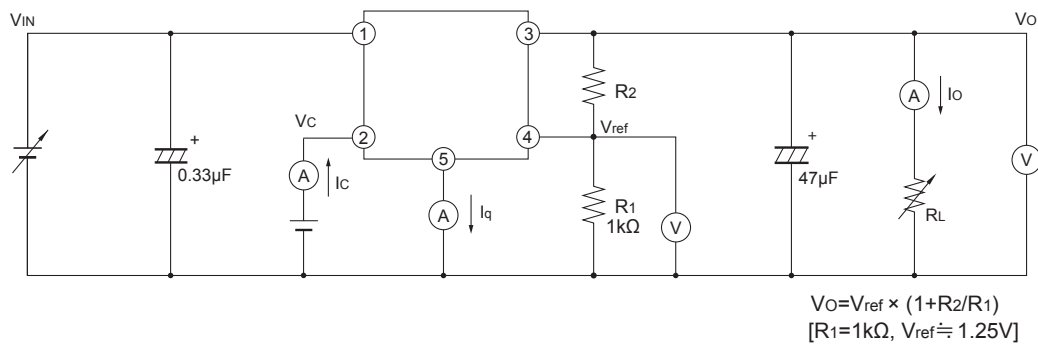 VIN
VO
1
3
2
4
5
VC
R2
Vref
A
IO
+
0.33µF
A
IC
A
Iq
R1
1kΩ
V
+
47µF
RL
V
VO=Vref × (1+R2/R1)
[R1=1kΩ, Vref≒1.25V]